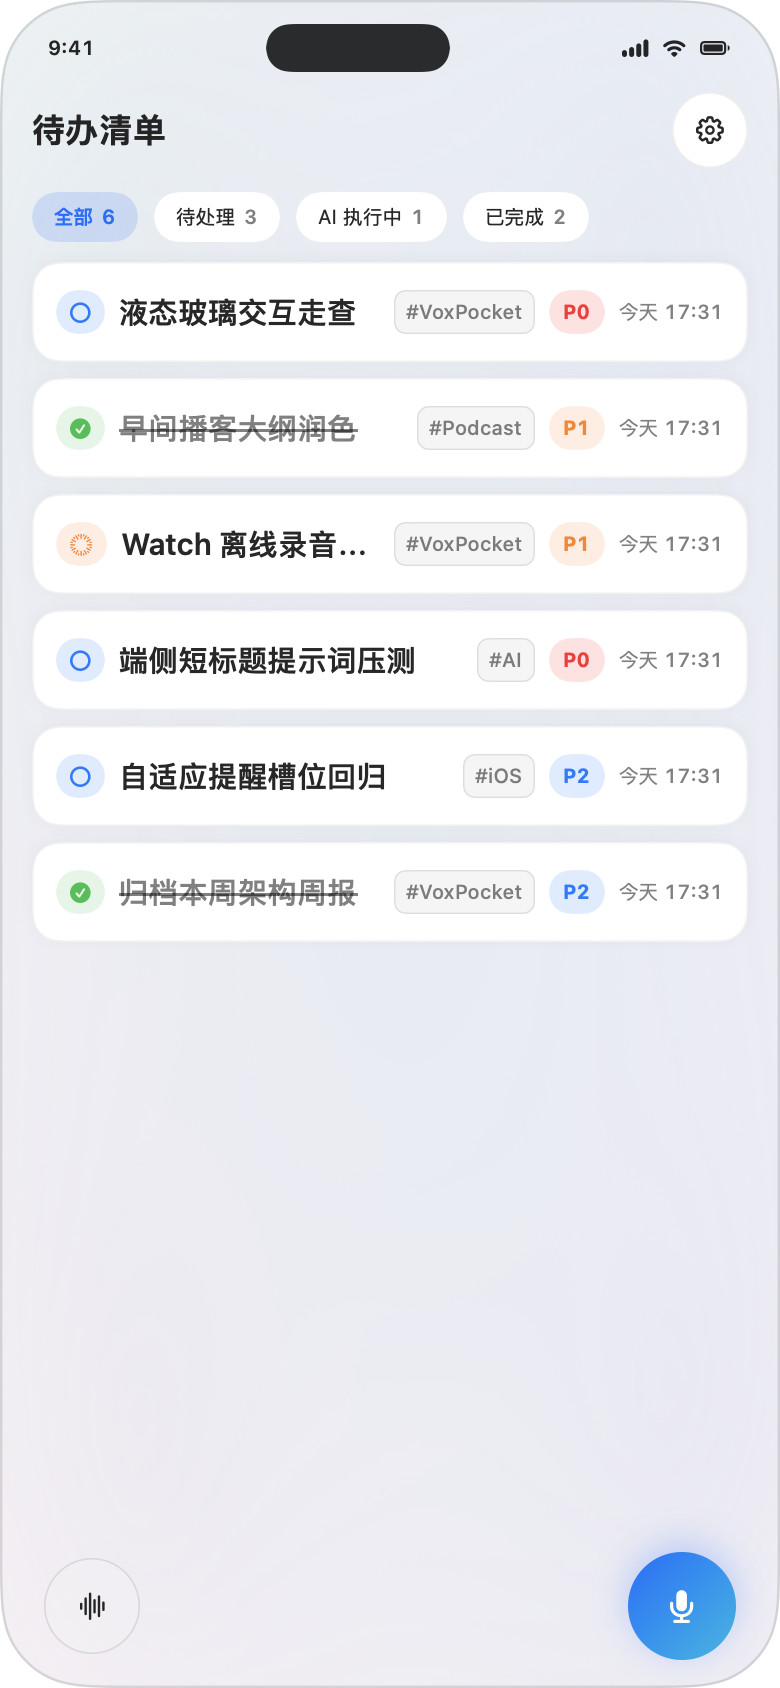 9:41
待办清单
全部 6 待处理 3 AI 执行中 1 已完成 2
液态玻璃交互走查 #VoxPocket P0 今天 17:31
早间播客大纲润色 #Podcast P1 今天 17:31
Watch 离线录音... #VoxPocket P1 今天 17:31
端侧短标题提示词压测 #AI P0 今天 17:31
自适应提醒槽位回归 #iOS P2 今天 17:31
归档本周架构周报 #VoxPocket P2 今天 17:31